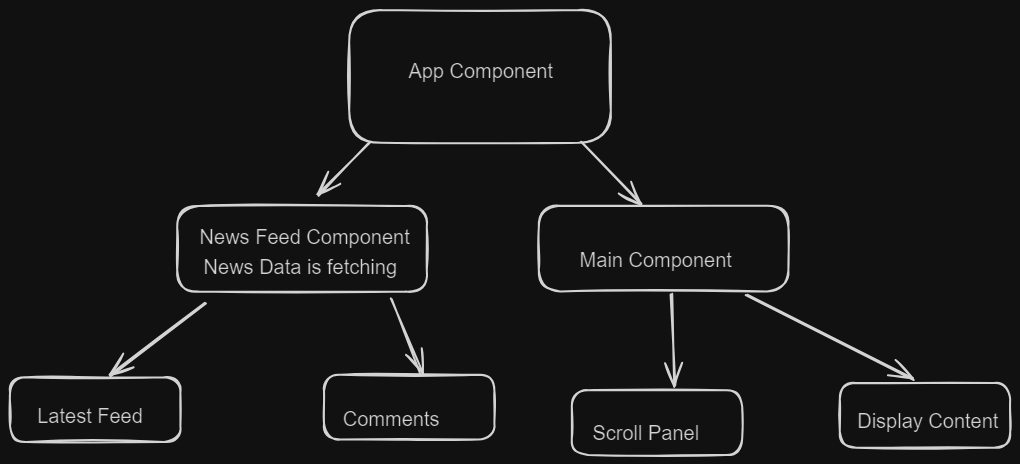 App Component
News Feed Component
News Data is fetching
Main Component
Latest Feed
Comments
Scroll Panel
Display Content